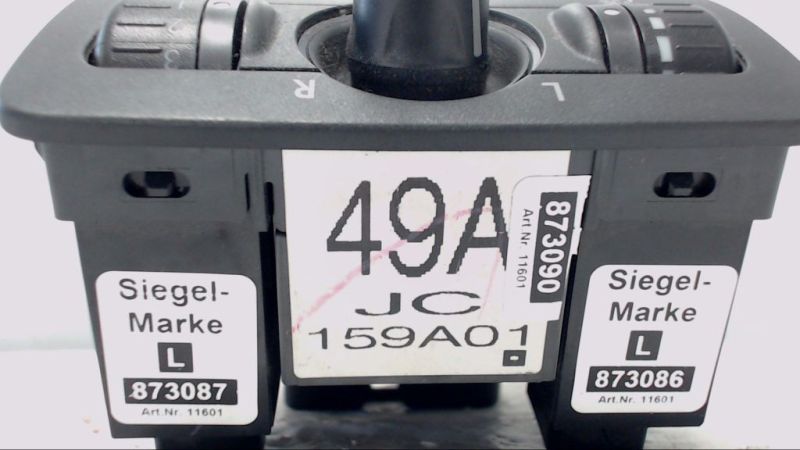 R
L
49A
JC
159A01
873090
Art.Nr. 11601
Siegel-
Marke
L
873087
Art.Nr. 11601
Siegel-
Marke
L
873086
Art.Nr. 11601